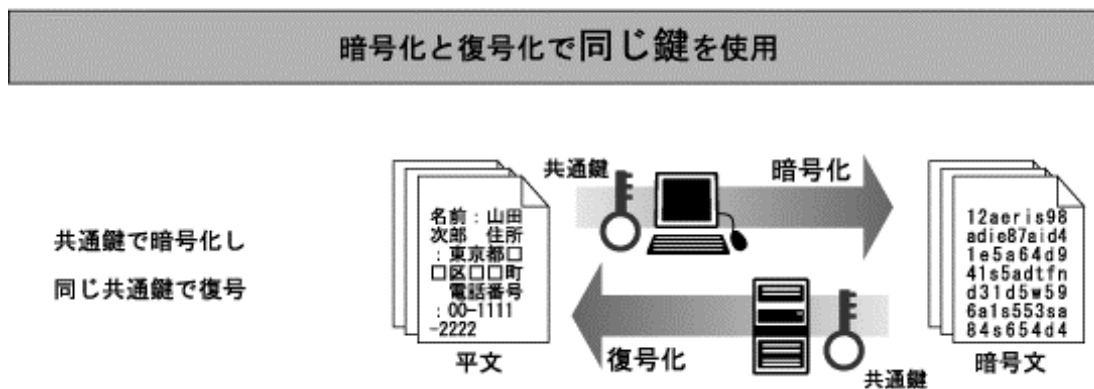 暗号化と復号化で同じ鍵を使用
共通鍵で暗号化し
同じ共通鍵で復号
名前：山田
次郎　住所
：東京都□
□区□□町
電話番号
：00-1111
-2222
平文
共通鍵
暗号化
復号化
共通鍵
12aeris98
adie87aid4
1e5a64d9
41s5adtfn
d31d5w59
6a1s553sa
84s654d4
暗号文